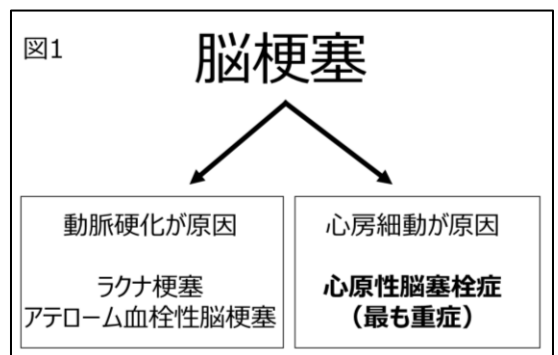 図1
脳梗塞
動脈硬化が原因
ラクナ梗塞
アテローム血栓性脳梗塞
心房細動が原因
心原性脳塞栓症
（最も重症）